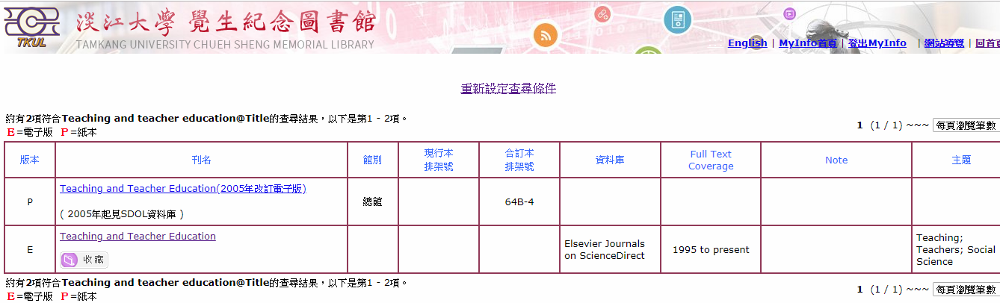 淡江大學 覺生紀念圖書館
TKUL
TAMKANG UNIVERSITY CHUEH SHENG MEMORIAL LIBRARY
English | MyInfo首頁 | 登出MyInfo | 網站導覽 | 回首頁
重新設定查尋條件
約有2項符合Teaching and teacher education@Title的查尋結果，以下是第1 - 2項。
E=電子版 P=紙本
1 (1 / 1) ~~~ 每頁瀏覽筆數
版本
刊名
館別
現行本
排架號
合訂本
排架號
資料庫
Full Text
Coverage
Note
主題
P
Teaching and Teacher Education(2005年改訂電子版)
( 2005年起見SDOL資料庫 )
總館
64B-4
E
Teaching and Teacher Education
收藏
Elsevier Journals
on ScienceDirect
1995 to present
Teaching;
Teachers; Social
Science
約有2項符合Teaching and teacher education@Title的查尋結果，以下是第1 - 2項。
E=電子版 P=紙本
1 (1 / 1) ~~~ 每頁瀏覽筆數